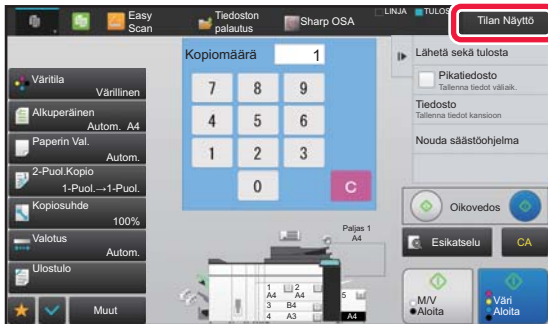 Easy
Scan
Tiedoston
palautus
Sharp OSA
LINJA
TULOS
Tilan Näyttö
Väritila
Värillinen
Alkuperäinen
Autom. A4
Paperin Val.
Autom.
2-Puol.Kopio
1-Puol.→1-Puol.
Kopiosuhde
100%
Valotus
Autom.
Ulostulo
Muut
Kopiomäärä
1
7 8 9
4 5 6
1 2 3
0 C
Paljas 1
A4
1 2
A4 A4
3 B4
4 A3
5
A4
Lähetä sekä tulosta
Pikatiedosto
Tallenna tiedot väliaik.
Tiedosto
Tallenna tiedot kansioon
Nouda säästöohjelma
Oikovedos
Esikatselu
CA
M/V
Aloita
Väri
Aloita